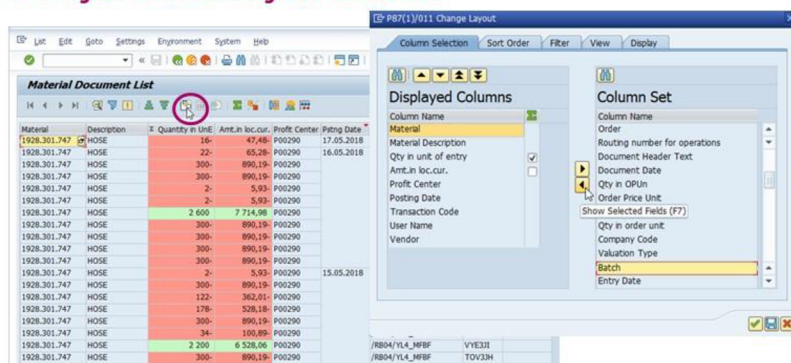 List Edit Goto Settings Environment System Help
Material Document List
Material Description Σ Quantity in UnE Amt.in loc.cur. Profit Center Pstng Date
1928.301.747 HOSE 16- 47,48- P00290 17.05.2018
1928.301.747 HOSE 22- 65,28- P00290 16.05.2018
1928.301.747 HOSE 300- 890,19- P00290
1928.301.747 HOSE 300- 890,19- P00290
1928.301.747 HOSE 2- 5,93- P00290
1928.301.747 HOSE 2- 5,93- P00290
1928.301.747 HOSE 2 600 7 714,98 P00290
1928.301.747 HOSE 300- 890,19- P00290
1928.301.747 HOSE 300- 890,19- P00290
1928.301.747 HOSE 300- 890,19- P00290
1928.301.747 HOSE 2- 5,93- P00290 15.05.2018
1928.301.747 HOSE 300- 890,19- P00290
1928.301.747 HOSE 122- 362,01- P00290
1928.301.747 HOSE 178- 528,18- P00290
1928.301.747 HOSE 300- 890,19- P00290
1928.301.747 HOSE 34- 100,89- P00290
1928.301.747 HOSE 2 200 6 528,06 P00290 /RB04/YL4_MFBF VYE3JI
1928.301.747 HOSE 300- 890,19- P00290 /RB04/YL4_MFBF TOV3JH
P87(1)/011 Change Layout
Column Selection Sort Order Filter View Display
Displayed Columns
Column Name
Material
Material Description
Qty in unit of entry
Amt.in loc.cur.
Profit Center
Posting Date
Transaction Code
User Name
Vendor
Column Set
Column Name
Order
Routing number for operations
Document Header Text
Document Date
Qty in OPUn
Order Price Unit
Show Selected Fields (F7)
Qty in order unit
Company Code
Valuation Type
Batch
Entry Date